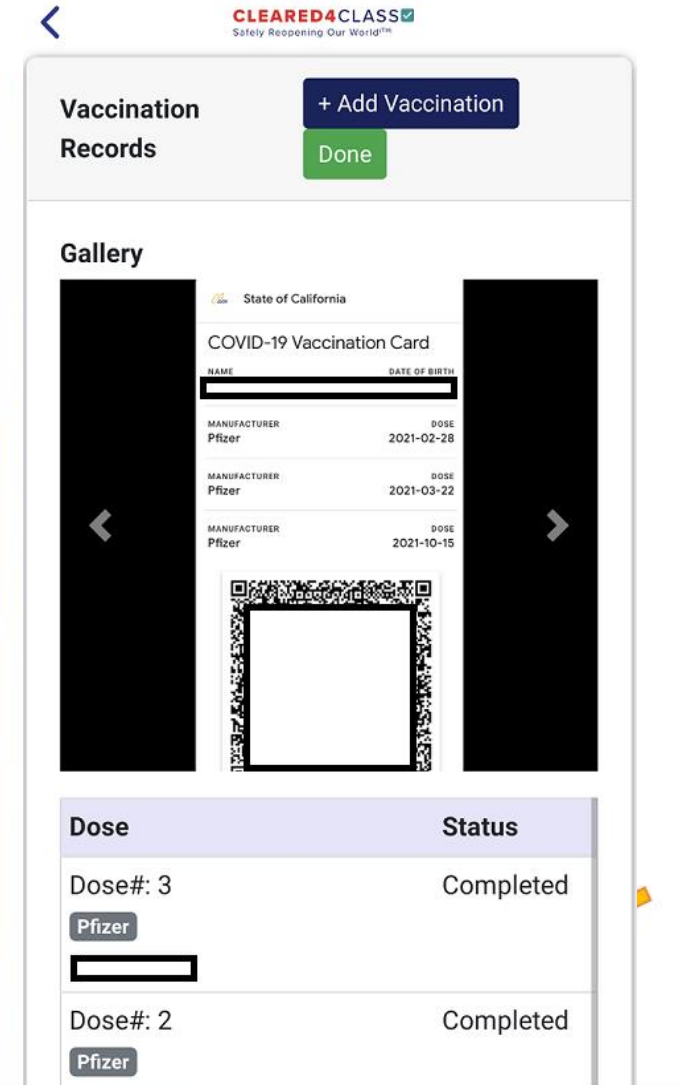 CLEARED4CLASS
Safely Reopening Our World™
Vaccination
Records
+ Add Vaccination
Done
Gallery
State of California
COVID-19 Vaccination Card
NAME DATE OF BIRTH
MANUFACTURER DOSE
Pfizer 2021-02-28
MANUFACTURER DOSE
Pfizer 2021-03-22
MANUFACTURER DOSE
Pfizer 2021-10-15
Dose Status
Dose#: 3 Completed
Pfizer
Dose#: 2 Completed
Pfizer